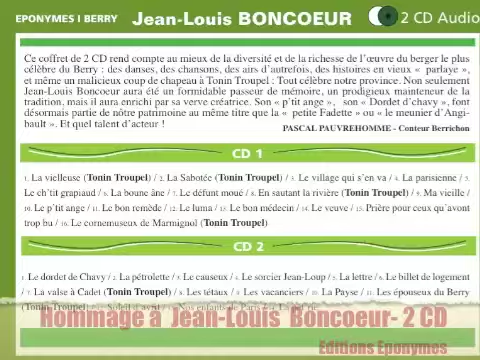 EPONYMES I BERRY Jean-Louis BONCOEUR 2 CD Audio
Ce coffret de 2 CD rend compte au mieux de la diversité et de la richesse de l'œuvre du berger le plus
célèbre du Berry : des danses, des chansons, des airs d'autrefois, des histoires en vieux « parlaye »,
et même un malicieux coup de chapeau à Tonin Troupel : Tout célèbre notre province. Non seulement
Jean-Louis Boncoeur aura été un formidable passeur de mémoire, un prodigieux mainteneur de la
tradition, mais il aura enrichi par sa verve créatrice. Son « p'tit ange », son « Dordet d'chavy », font
désormais partie de nôtre patrimoine au même titre que la « petite Fadette » ou « le meunier d'Angi-
bault ». Et quel talent d'acteur !
PASCAL PAUVREHOMME - Conteur Berrichon
CD 1
1. La vielleuse (Tonin Troupel) / 2. La Sabotée (Tonin Troupel) / 3. Le village qui s'en va / 4. La parisienne / 5.
Le ch'tit grapiaud / 6. La boune âne / 7. Le défunt moué / 8. En sautant la rivière (Tonin Troupel) / 9. Ma vieille /
10. Le p'tit ange / 11. Le bon remède / 12. Le luma / 13. Le bon médecin / 14. Le veuve / 15. Prière pour ceux qu'avont
trop bu / 16. Le cornemuseux de Marmignol (Tonin Troupel)
CD 2
1. Le dordet de Chavy / 2. La pétrolette / 3. Le causeux / 4. Le sorcier Jean-Loup / 5. La lettre / 6. Le billet de logement
/ 7. La valse à Cadet (Tonin Troupel) / 8. Les tétaux / 9. Les vacanciers / 10. La Payse / 11. Les épouseux du Berry
(Tonin Troupel)
Hommage à Jean-Louis Boncoeur- 2 CD
Editions Eponymes